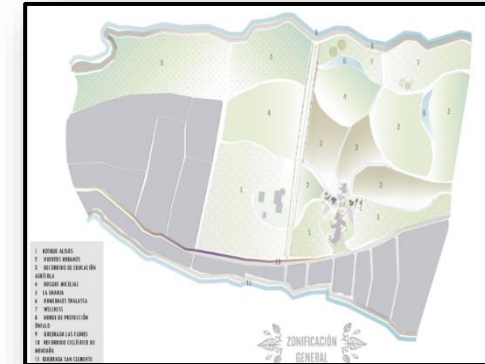 1 BOSQUE ALISOS
2 HUERTOS URBANOS
3 RECORRIDO DE EDUCACIÓN
AGRÍCOLA
4 BOSQUE MICELIAL
5 LA GRANJA
6 HUMEDALES
7 WELLNESS
8 BORDE DE PROTECCIÓN
9 QUEBRADA LAS FLORES
10 RECORRIDO CICLÍSTICO DE
MONTAÑA
11 QUEBRADA SAN CLEMENTE
ZONIFICACIÓN
GENERAL